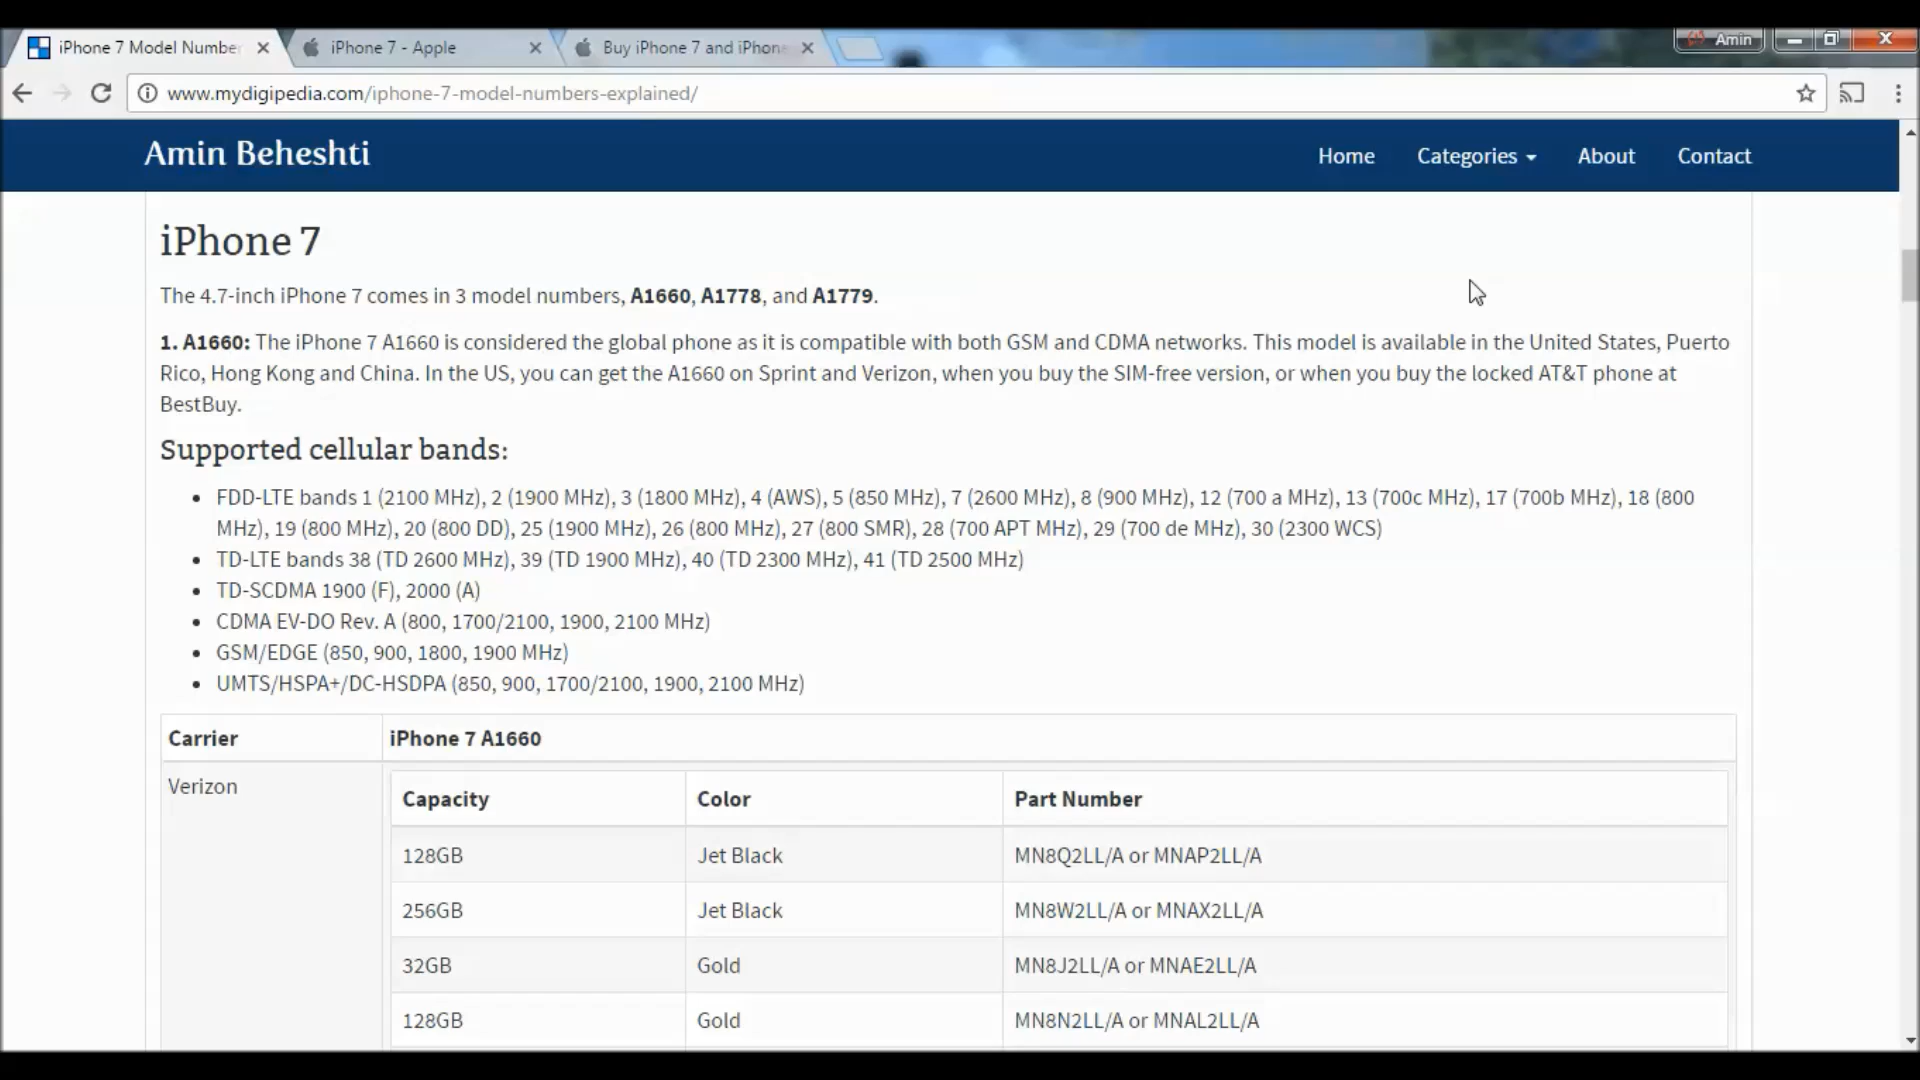 iPhone 7 Model Number
iPhone 7 - Apple
Buy iPhone 7 and iPhone
Amin
www.mydigipedia.com/iphone-7-model-numbers-explained/
Amin Beheshti
Home
Categories
About
Contact
iPhone 7
The 4.7-inch iPhone 7 comes in 3 model numbers, A1660, A1778, and A1779.
1. A1660: The iPhone 7 A1660 is considered the global phone as it is compatible with both GSM and CDMA networks. This model is available in the United States, Puerto
Rico, Hong Kong and China. In the US, you can get the A1660 on Sprint and Verizon, when you buy the SIM-free version, or when you buy the locked AT&T phone at
BestBuy.
Supported cellular bands:
• FDD-LTE bands 1 (2100 MHz), 2 (1900 MHz), 3 (1800 MHz), 4 (AWS), 5 (850 MHz), 7 (2600 MHz), 8 (900 MHz), 12 (700 a MHz), 13 (700c MHz), 17 (700b MHz), 18 (800
MHz), 19 (800 MHz), 20 (800 DD), 25 (1900 MHz), 26 (800 MHz), 27 (800 SMR), 28 (700 APT MHz), 29 (700 de MHz), 30 (2300 WCS)
• TD-LTE bands 38 (TD 2600 MHz), 39 (TD 1900 MHz), 40 (TD 2300 MHz), 41 (TD 2500 MHz)
• TD-SCDMA 1900 (F), 2000 (A)
• CDMA EV-DO Rev. A (800, 1700/2100, 1900, 2100 MHz)
• GSM/EDGE (850, 900, 1800, 1900 MHz)
• UMTS/HSPA+/DC-HSDPA (850, 900, 1700/2100, 1900, 2100 MHz)
Carrier iPhone 7 A1660
Verizon
Capacity Color Part Number
128GB Jet Black MN8Q2LL/A or MNAP2LL/A
256GB Jet Black MN8W2LL/A or MNAX2LL/A
32GB Gold MN8J2LL/A or MNAE2LL/A
128GB Gold MN8N2LL/A or MNAL2LL/A